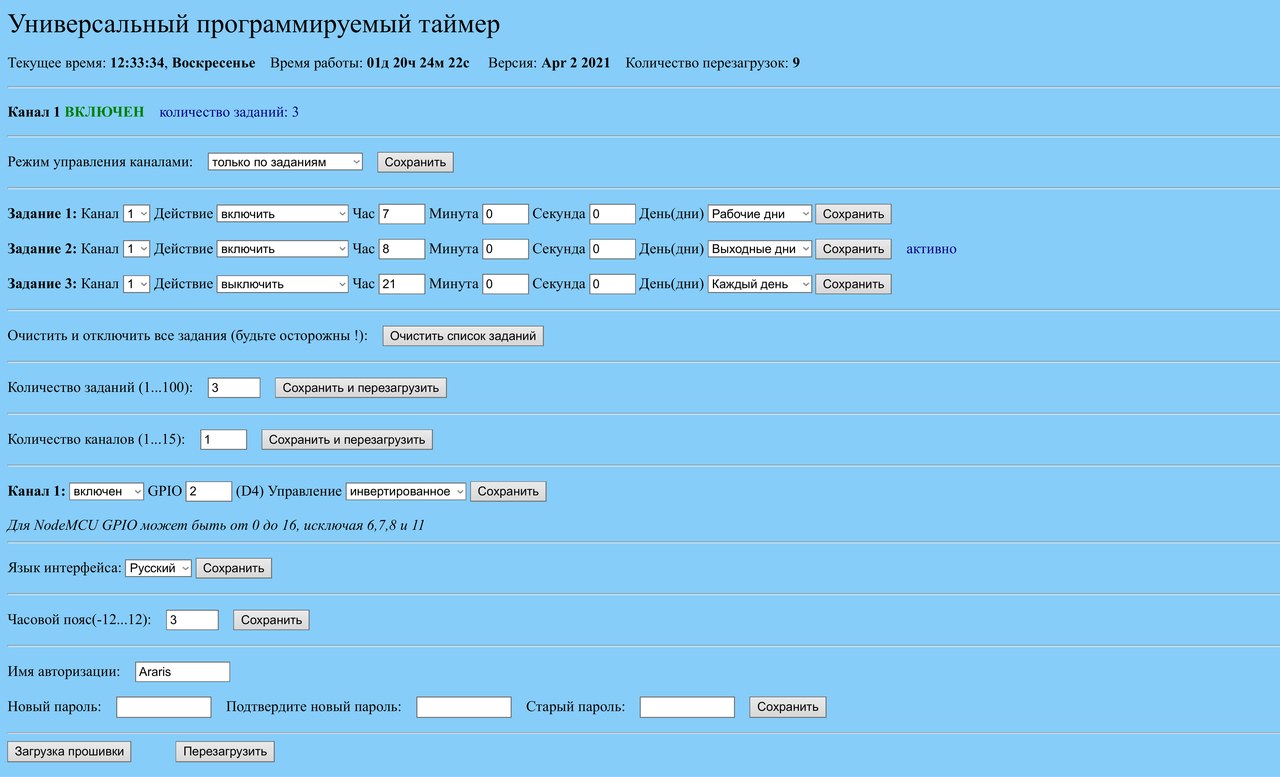 Универсальный программируемый таймер
Текущее время: 12:33:34, Воскресенье Время работы: 01д 20ч 24м 22с Версия: Apr 2 2021 Количество перезагрузок: 9
Канал 1 ВКЛЮЧЕН количество заданий: 3
Режим управления каналами: только по заданиям Сохранить
Задание 1: Канал 1 Действие включить Час 7 Минута 0 Секунда 0 День(дни) Рабочие дни Сохранить
Задание 2: Канал 1 Действие включить Час 8 Минута 0 Секунда 0 День(дни) Выходные дни Сохранить активно
Задание 3: Канал 1 Действие выключить Час 21 Минута 0 Секунда 0 День(дни) Каждый день Сохранить
Очистить и отключить все задания (будьте осторожны !): Очистить список заданий
Количество заданий (1...100): 3 Сохранить и перезагрузить
Количество каналов (1...15): 1 Сохранить и перезагрузить
Канал 1: включен GPIO 2 (D4) Управление инвертированное Сохранить
Для NodeMCU GPIO может быть от 0 до 16, исключая 6,7,8 и 11
Язык интерфейса: Русский Сохранить
Часовой пояс(-12...12): 3 Сохранить
Имя авторизации: Araris
Новый пароль: Подтвердите новый пароль: Старый пароль: Сохранить
Загрузка прошивки Перезагрузить